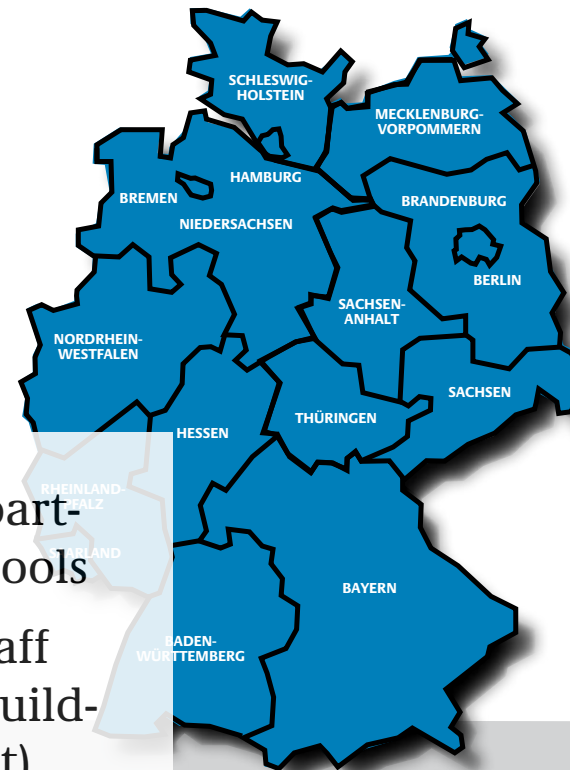 SCHLESWIG-
HOLSTEIN
MECKLENBURG-
VORPOMMERN
HAMBURG
BREMEN
BRANDENBURG
NIEDERSACHSEN
BERLIN
SACHSEN-
ANHALT
NORDRHEIN-
WESTFALEN
SACHSEN
THÜRINGEN
HESSEN
RHEINLAND-
PFALZ
SAARLAND
BAYERN
BADEN-
WÜRTTEMBERG
part-
ools
aff
uild-
t)